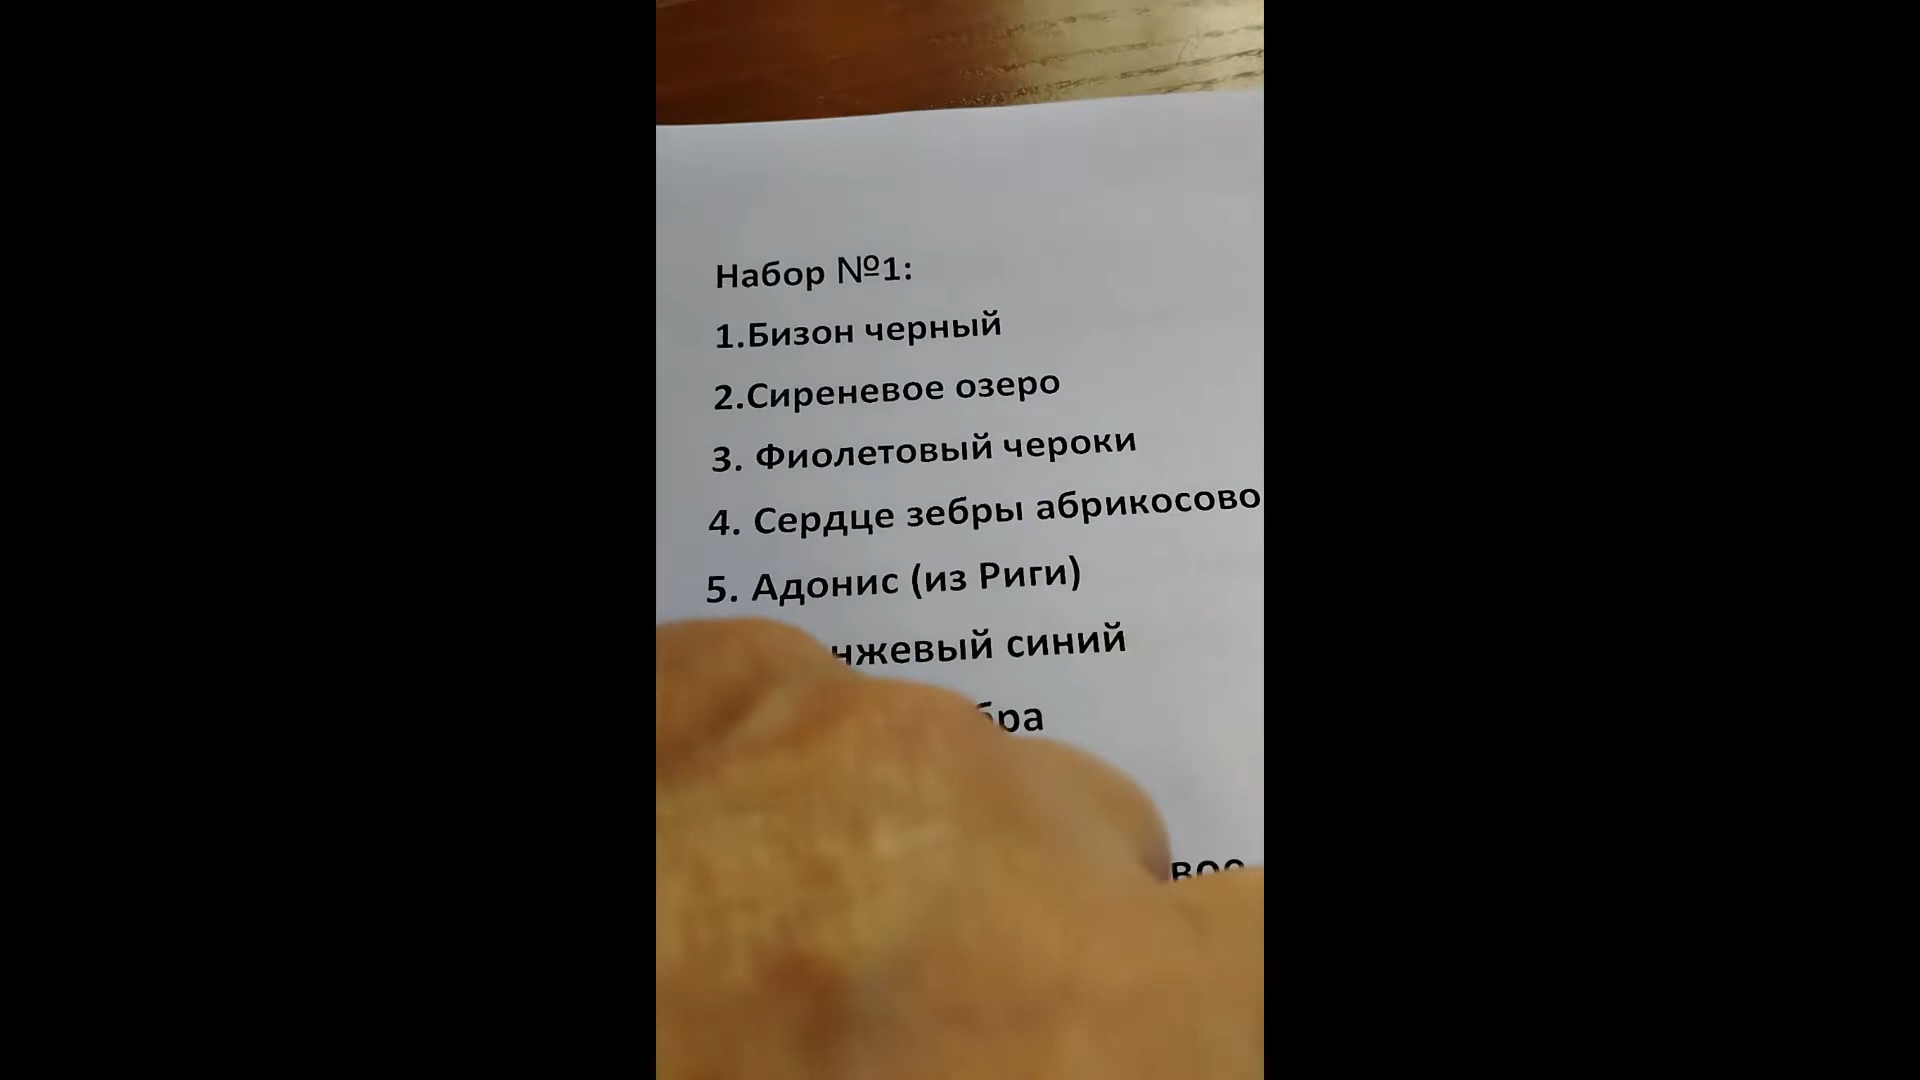 Набор №1:
1.Бизон черный
2.Сиреневое озеро
3. Фиолетовый чероки
4. Сердце зебры абрикосово
5. Адонис (из Риги)
синий